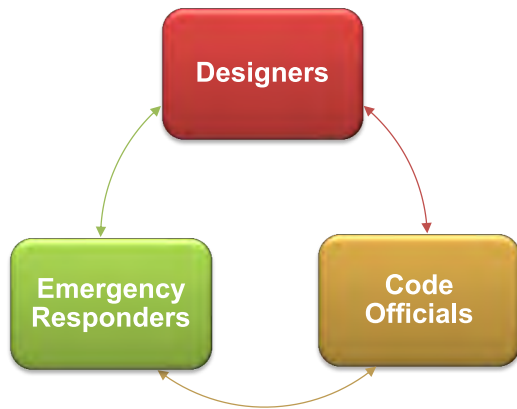 Designers
Emergency
Responders
Code
Officials